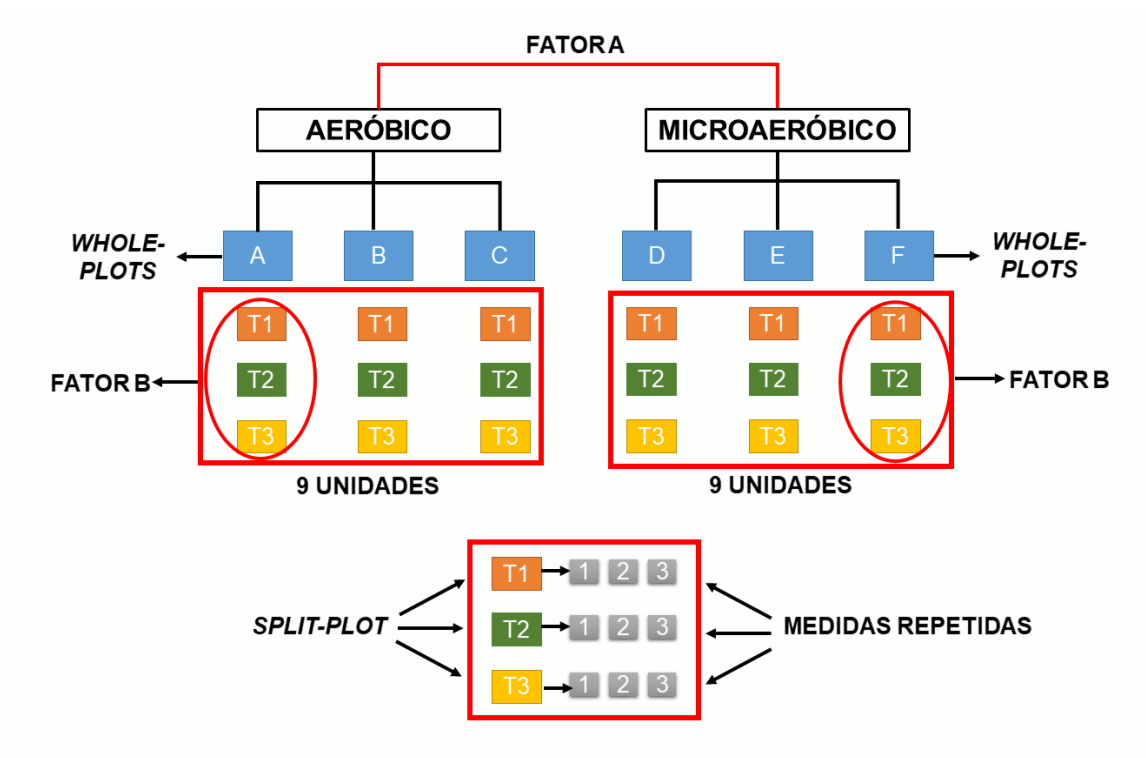 FATOR A
AERÓBICO
MICROAERÓBICO
WHOLE-
PLOTS
A
B
C
D
E
F
WHOLE-
PLOTS
T1
T1
T1
T1
T1
T1
FATOR B
T2
T2
T2
T2
T2
T2
FATOR B
T3
T3
T3
T3
T3
T3
9 UNIDADES
9 UNIDADES
T1
1
2
3
SPLIT-PLOT
T2
1
2
3
MEDIDAS REPETIDAS
T3
1
2
3